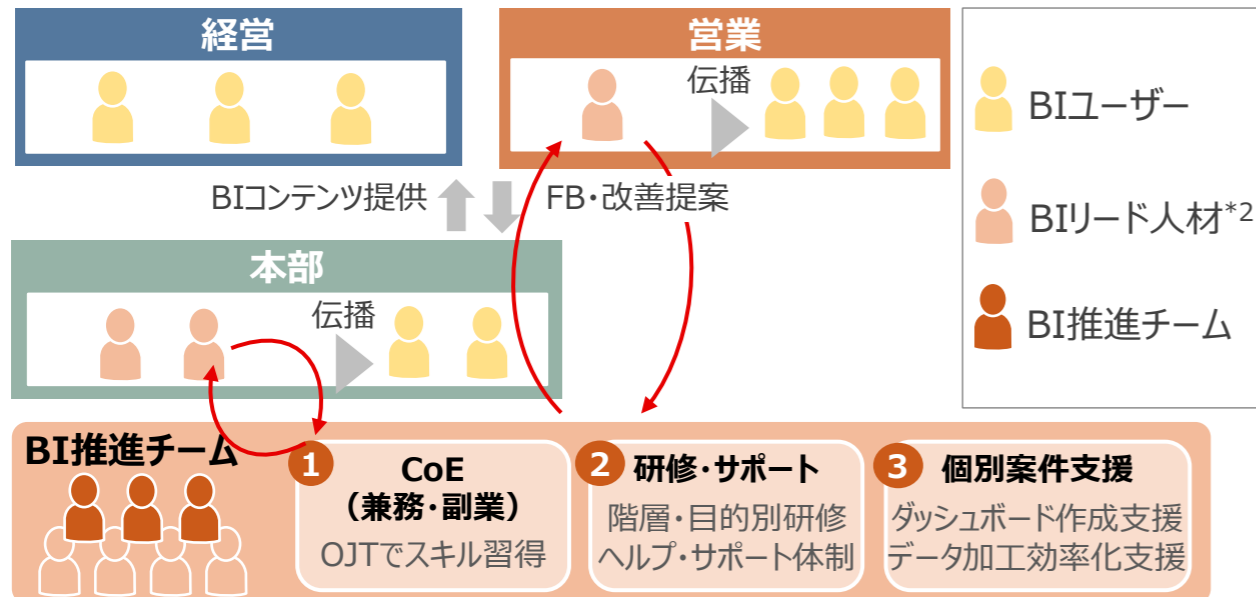 経営
営業
伝播
BIユーザー
BIリード人材*2
BI推進チーム
BIコンテンツ提供
FB・改善提案
本部
伝播
BI推進チーム
1
CoE
（兼務・副業）
OJTでスキル習得
2
研修・サポート
階層・目的別研修
ヘルプ・サポート体制
3
個別案件支援
ダッシュボード作成支援
データ加工効率化支援